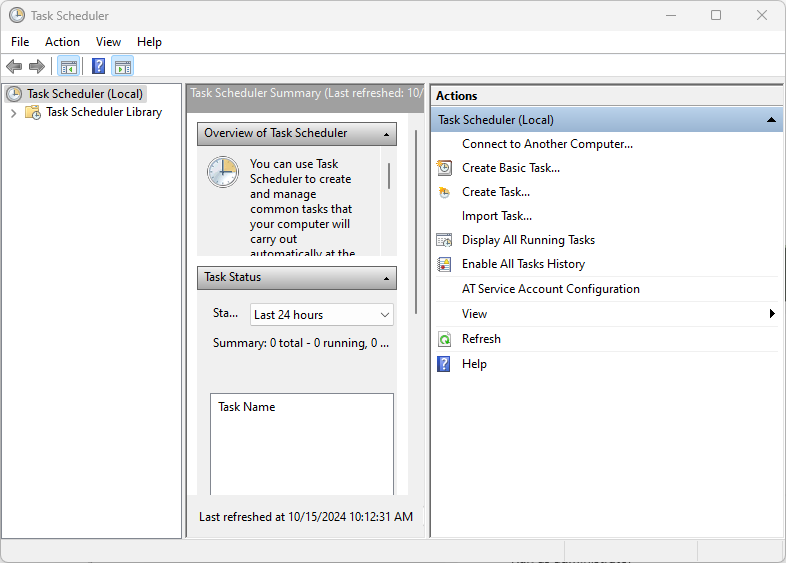 Task Scheduler
File Action View Help
Task Scheduler (Local)
Task Scheduler Library
Task Scheduler Summary (Last refreshed: 10/
Overview of Task Scheduler
You can use Task
Scheduler to create
and manage
common tasks that
your computer will
carry out
automatically at the
Task Status
Sta...
Last 24 hours
Summary: 0 total - 0 running, 0 ...
Task Name
Last refreshed at 10/15/2024 10:12:31 AM
Actions
Task Scheduler (Local)
Connect to Another Computer...
Create Basic Task...
Create Task...
Import Task...
Display All Running Tasks
Enable All Tasks History
AT Service Account Configuration
View
Refresh
Help